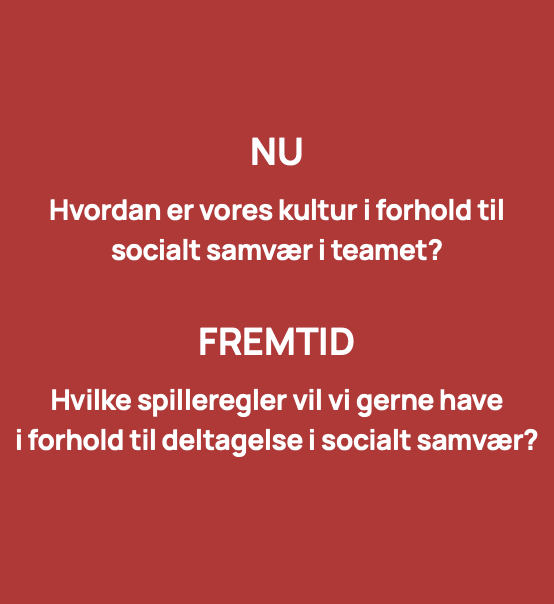 NU
Hvordan er vores kultur i forhold til
socialt samvær i teamet?
FREMTID
Hvilke spilleregler vil vi gerne have
i forhold til deltagelse i socialt samvær?